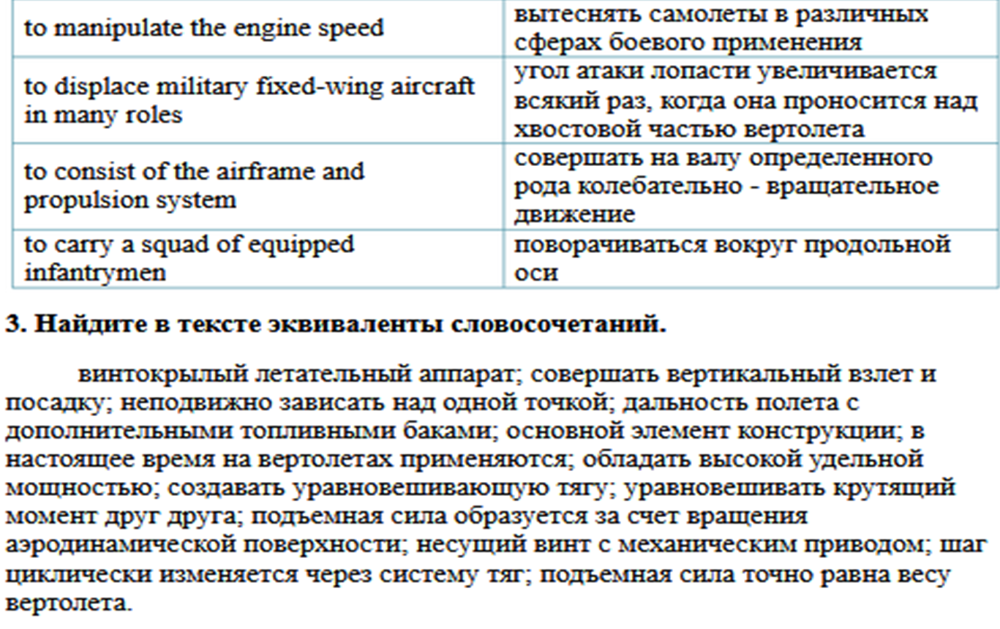 to manipulate the engine speed
вытеснять самолеты в различных
сферах боевого применения
to displace military fixed-wing aircraft
in many roles
угол атаки лопасти увеличивается
всякий раз, когда она проносится над
хвостовой частью вертолета
to consist of the airframe and
propulsion system
совершать на валу определенного
рода колебательно - вращательное
движение
to carry a squad of equipped
infantrymen
поворачиваться вокруг продольной
оси
3. Найдите в тексте эквиваленты словосочетаний.
винтокрылый летательный аппарат; совершать вертикальный взлет и
посадку; неподвижно зависать над одной точкой; дальность полета с
дополнительными топливными баками; основной элемент конструкции; в
настоящее время на вертолетах применяются; обладать высокой удельной
мощностью; создавать уравновешивающую тягу; уравновешивать крутящий
момент друг друга; подъемная сила образуется за счет вращения
аэродинамической поверхности; несущий винт с механическим приводом; шаг
циклически изменяется через систему тяг; подъемная сила точно равна весу
вертолета.